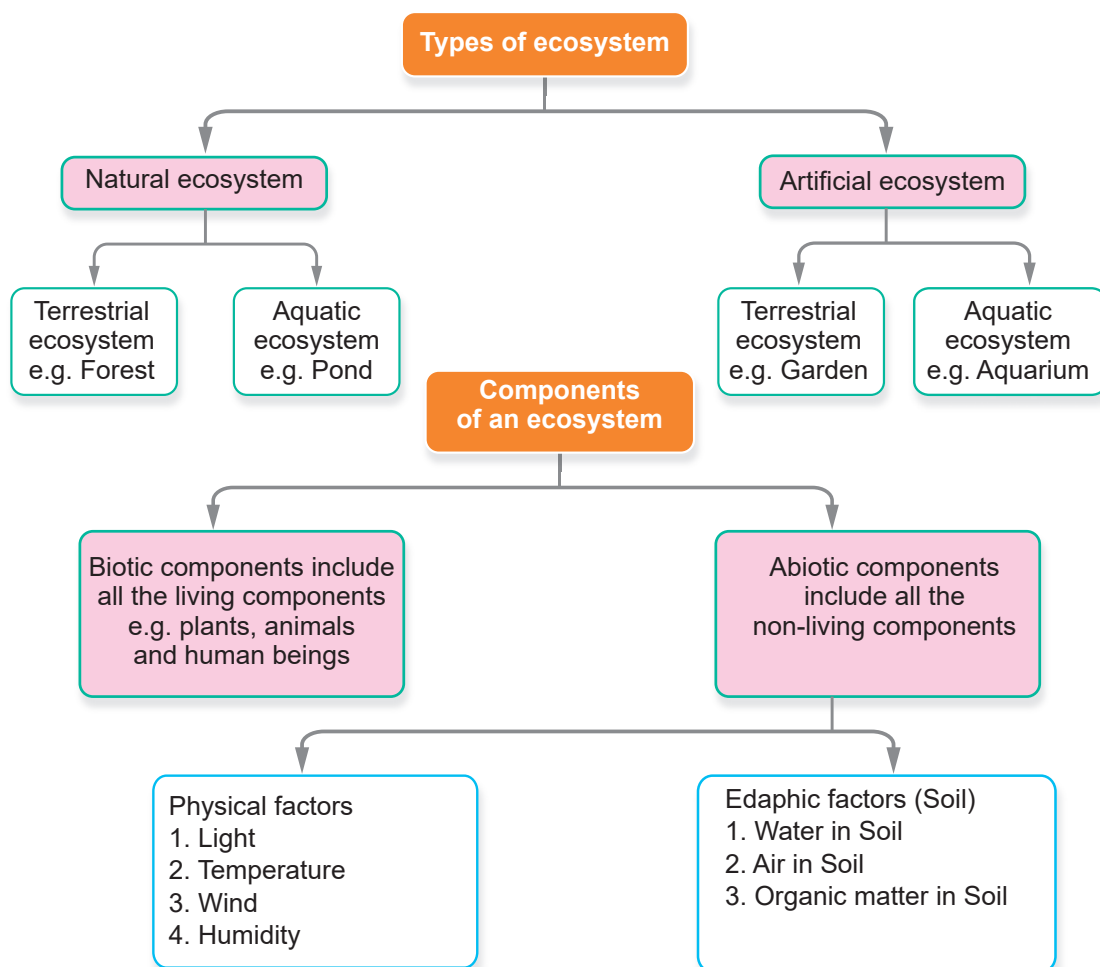 Types of ecosystem
Natural ecosystem
Artificial ecosystem
Terrestrial
ecosystem
e.g. Forest
Aquatic
ecosystem
e.g. Pond
Terrestrial
ecosystem
e.g. Garden
Aquatic
ecosystem
e.g. Aquarium
Components
of an ecosystem
Biotic components include
all the living components
e.g. plants, animals
and human beings
Abiotic components
include all the
non-living components
Physical factors
1. Light
2. Temperature
3. Wind
4. Humidity
Edaphic factors (Soil)
1. Water in Soil
2. Air in Soil
3. Organic matter in Soil